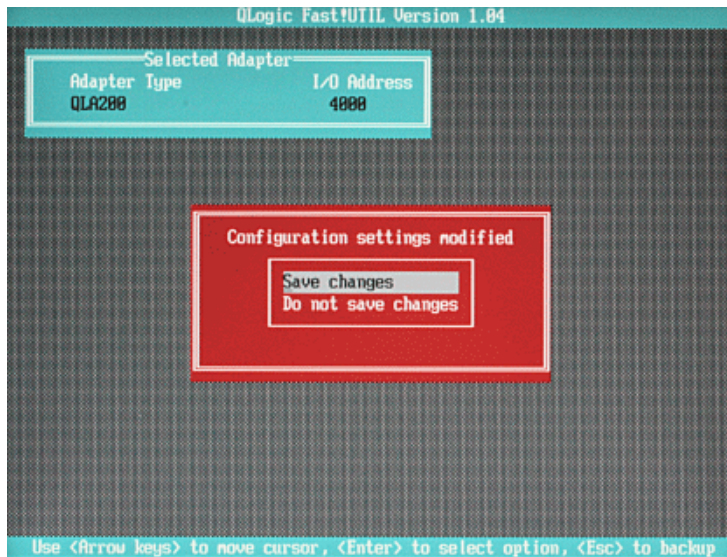 QLogic Fast!UTIL Version 1.04
Selected Adapter
Adapter Type I/O Address
QLA200 4000
Configuration settings modified
Save changes
Do not save changes
Use <Arrow keys> to move cursor, <Enter> to select option, <Esc> to backup